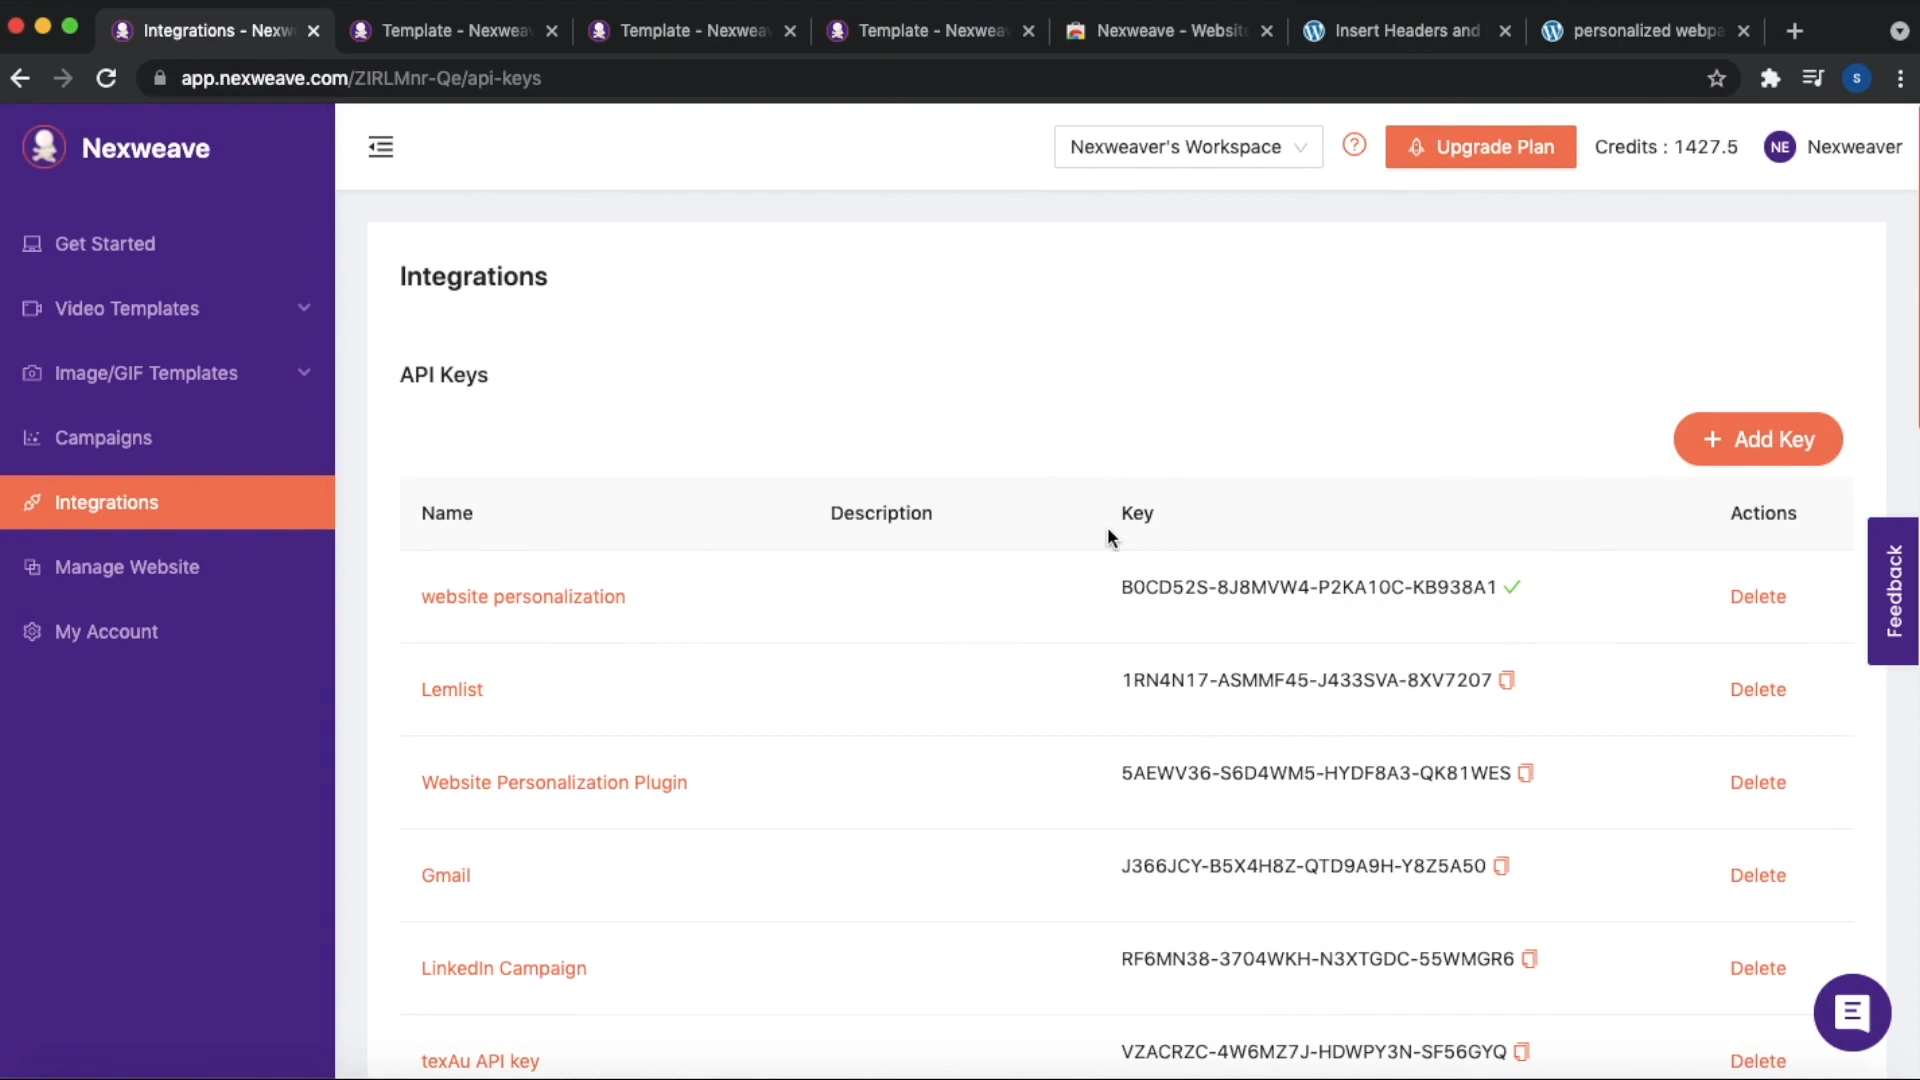 Integrations - Nexw
Template - Nexwea
Template - Nexwea
Template - Nexwea
Nexweave - Websit
Insert Headers and
personalized webpa
app.nexweave.com/ZIRLMnr-Qe/api-keys
S
Nexweave
Nexweaver's Workspace
?
Upgrade Plan
Credits : 1427.5
NE
Nexweaver
Get Started
Video Templates
Image/GIF Templates
Campaigns
Integrations
Manage Website
My Account
Integrations
API Keys
+ Add Key
Name
Description
Key
Actions
website personalization
B0CD52S-8J8MVW4-P2KA10C-KB938A1
Delete
Lemlist
1RN4N17-ASMMF45-J433SVA-8XV7207
Delete
Website Personalization Plugin
5AEWV36-S6D4WM5-HYDF8A3-QK81WES
Delete
Gmail
J366JCY-B5X4H8Z-QTD9A9H-Y8Z5A50
Delete
LinkedIn Campaign
RF6MN38-3704WKH-N3XTGDC-55WMGR6
Delete
texAu API key
VZACRZC-4W6MZ7J-HDWPY3N-SF56GYQ
Delete
Feedback